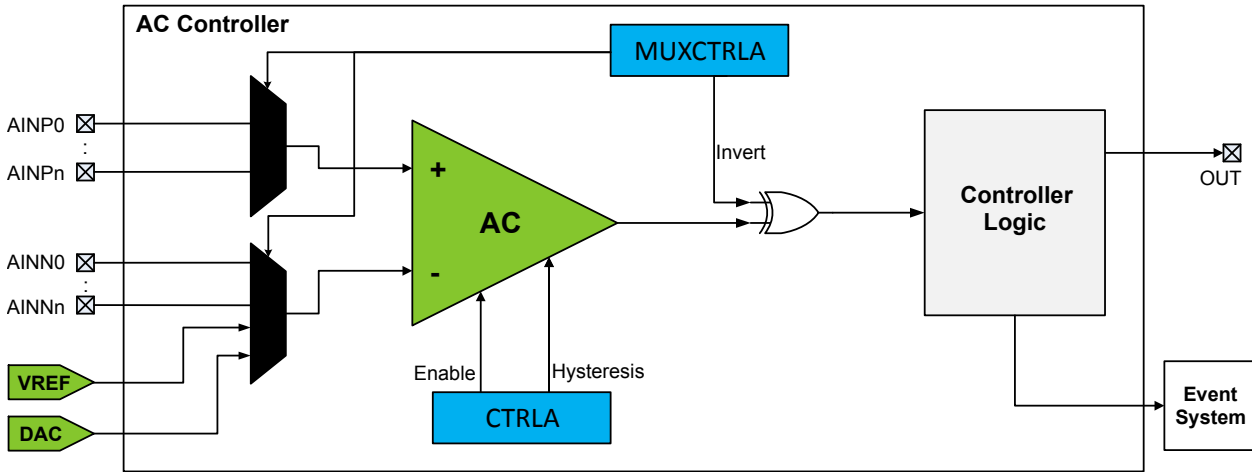 AC Controller
MUXCTRLA
AINP0
:
AINPn
Invert
OUT
+
AC
-
Controller
Logic
AINN0
:
AINNn
VREF
DAC
Enable
Hysteresis
CTRLA
Event
System